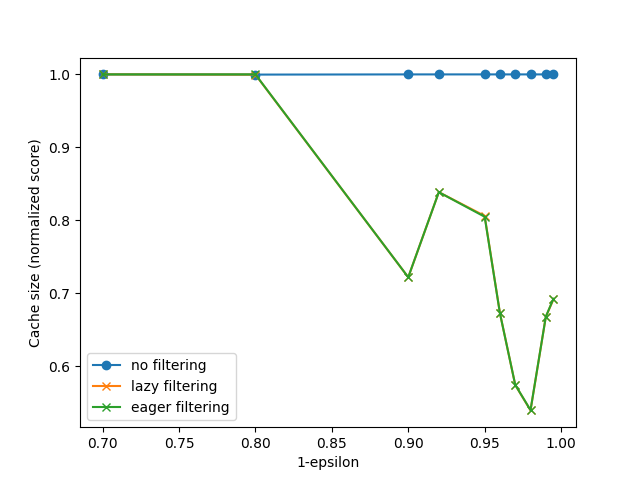 Cache size (normalized score)
1.0
0.9
0.8
0.7
0.6
no filtering
lazy filtering
eager filtering
0.70 0.75 0.80 0.85 0.90 0.95 1.00
1-epsilon